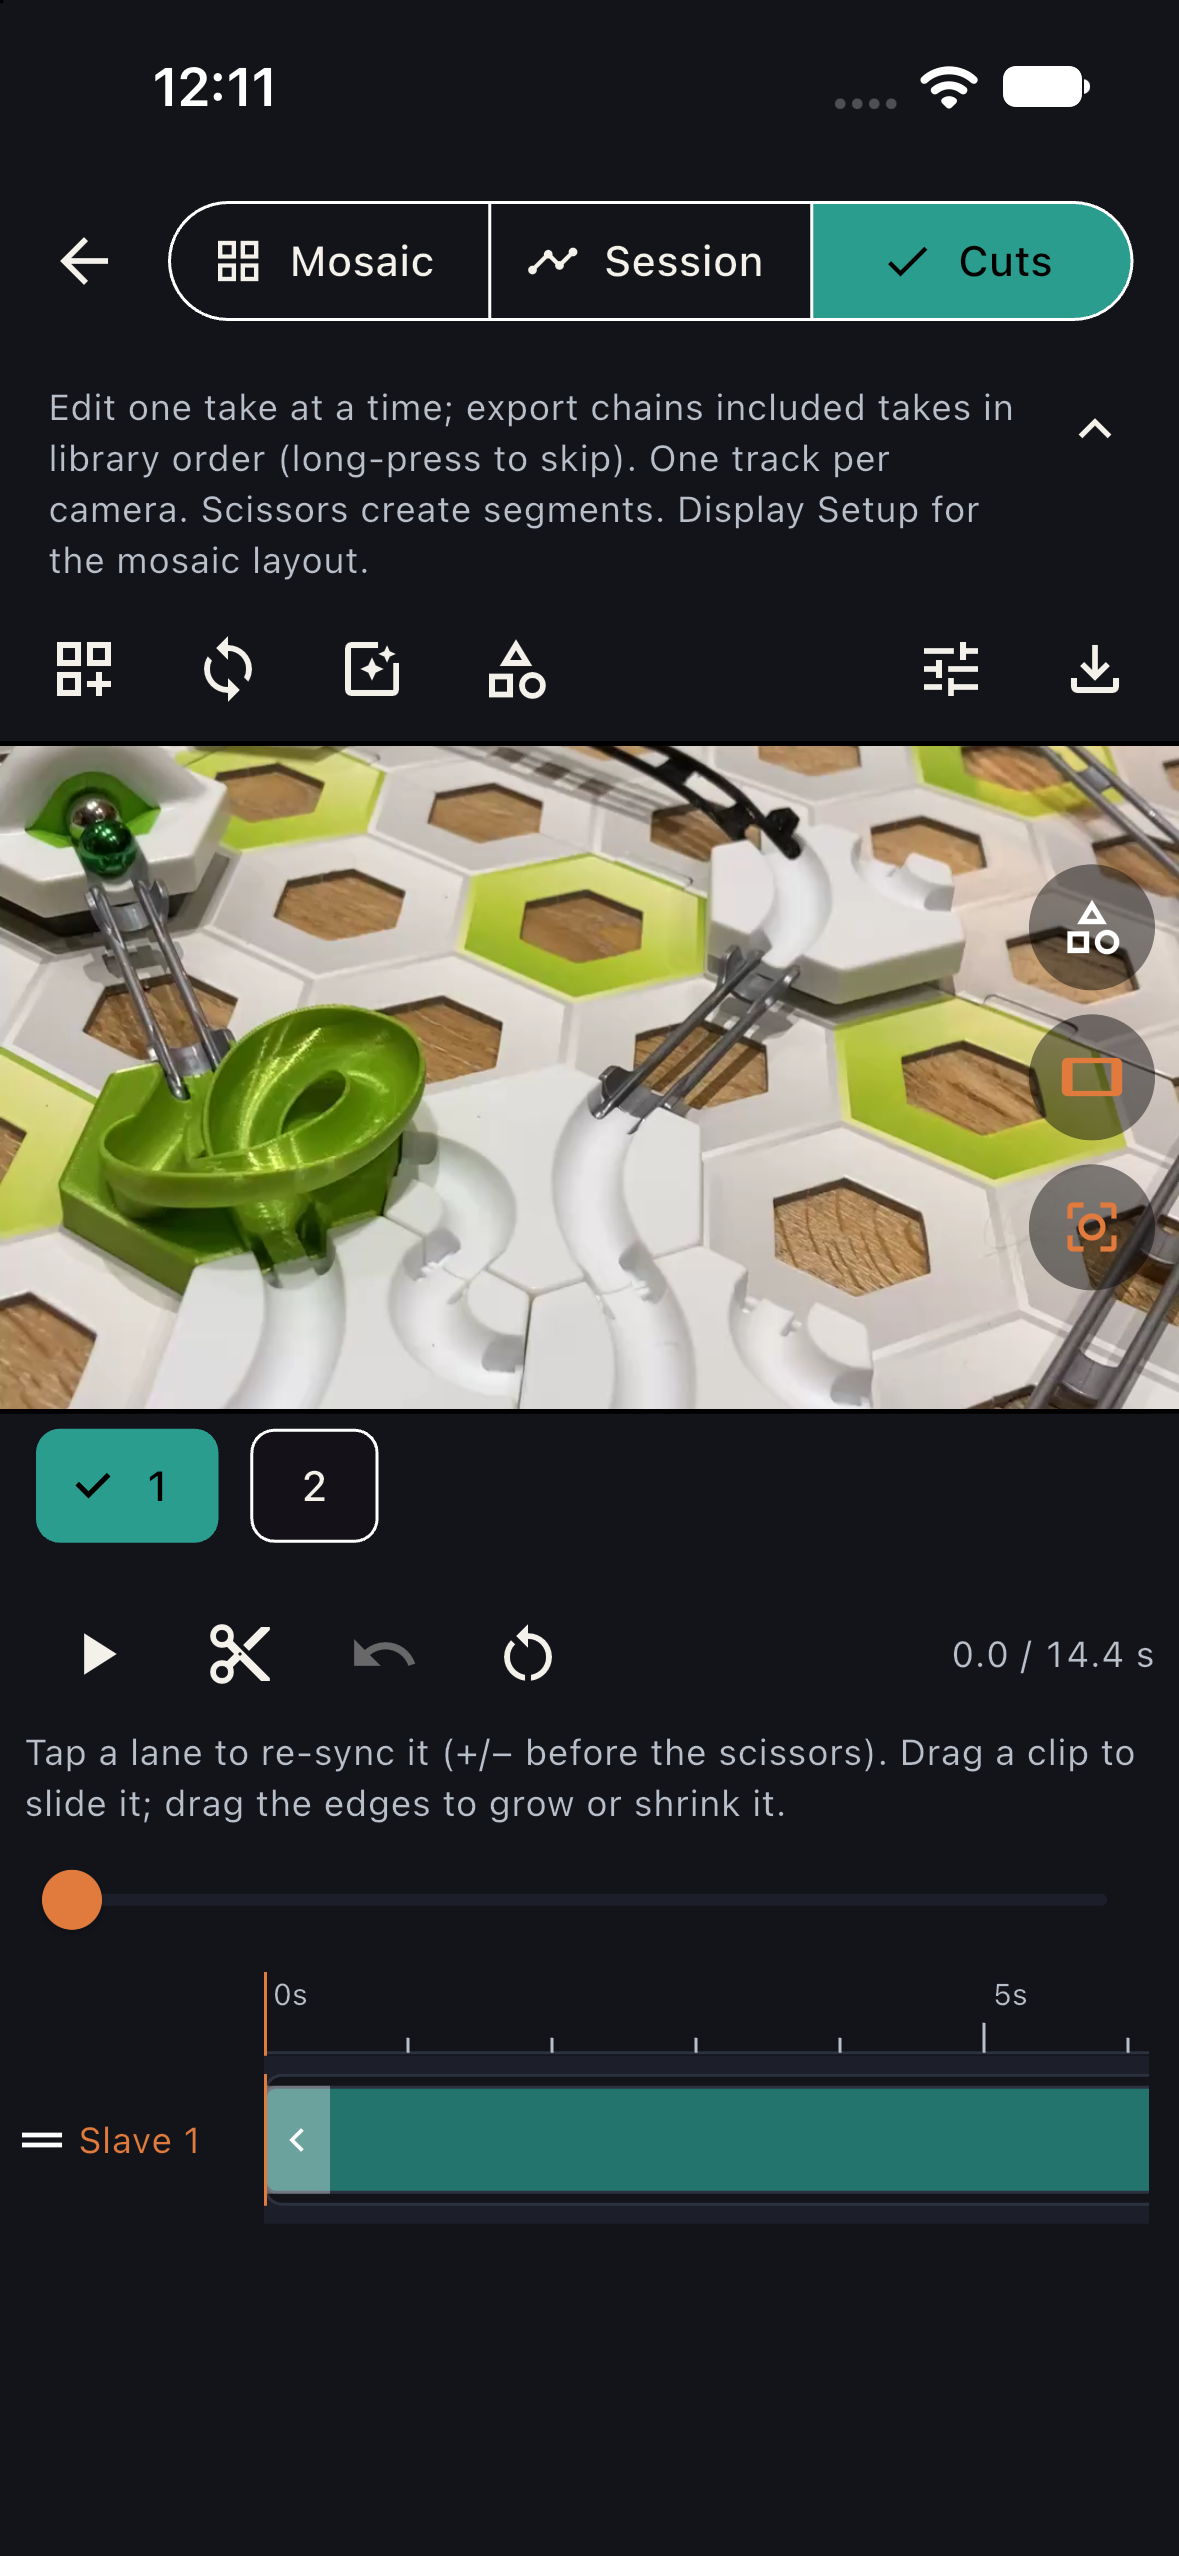 12:11
Mosaic
Session
Cuts
Edit one take at a time; export chains included takes in
library order (long-press to skip). One track per
camera. Scissors create segments. Display Setup for
the mosaic layout.
1
2
0.0 / 14.4 s
Tap a lane to re-sync it (+/− before the scissors). Drag a clip to
slide it; drag the edges to grow or shrink it.
0s
5s
Slave 1